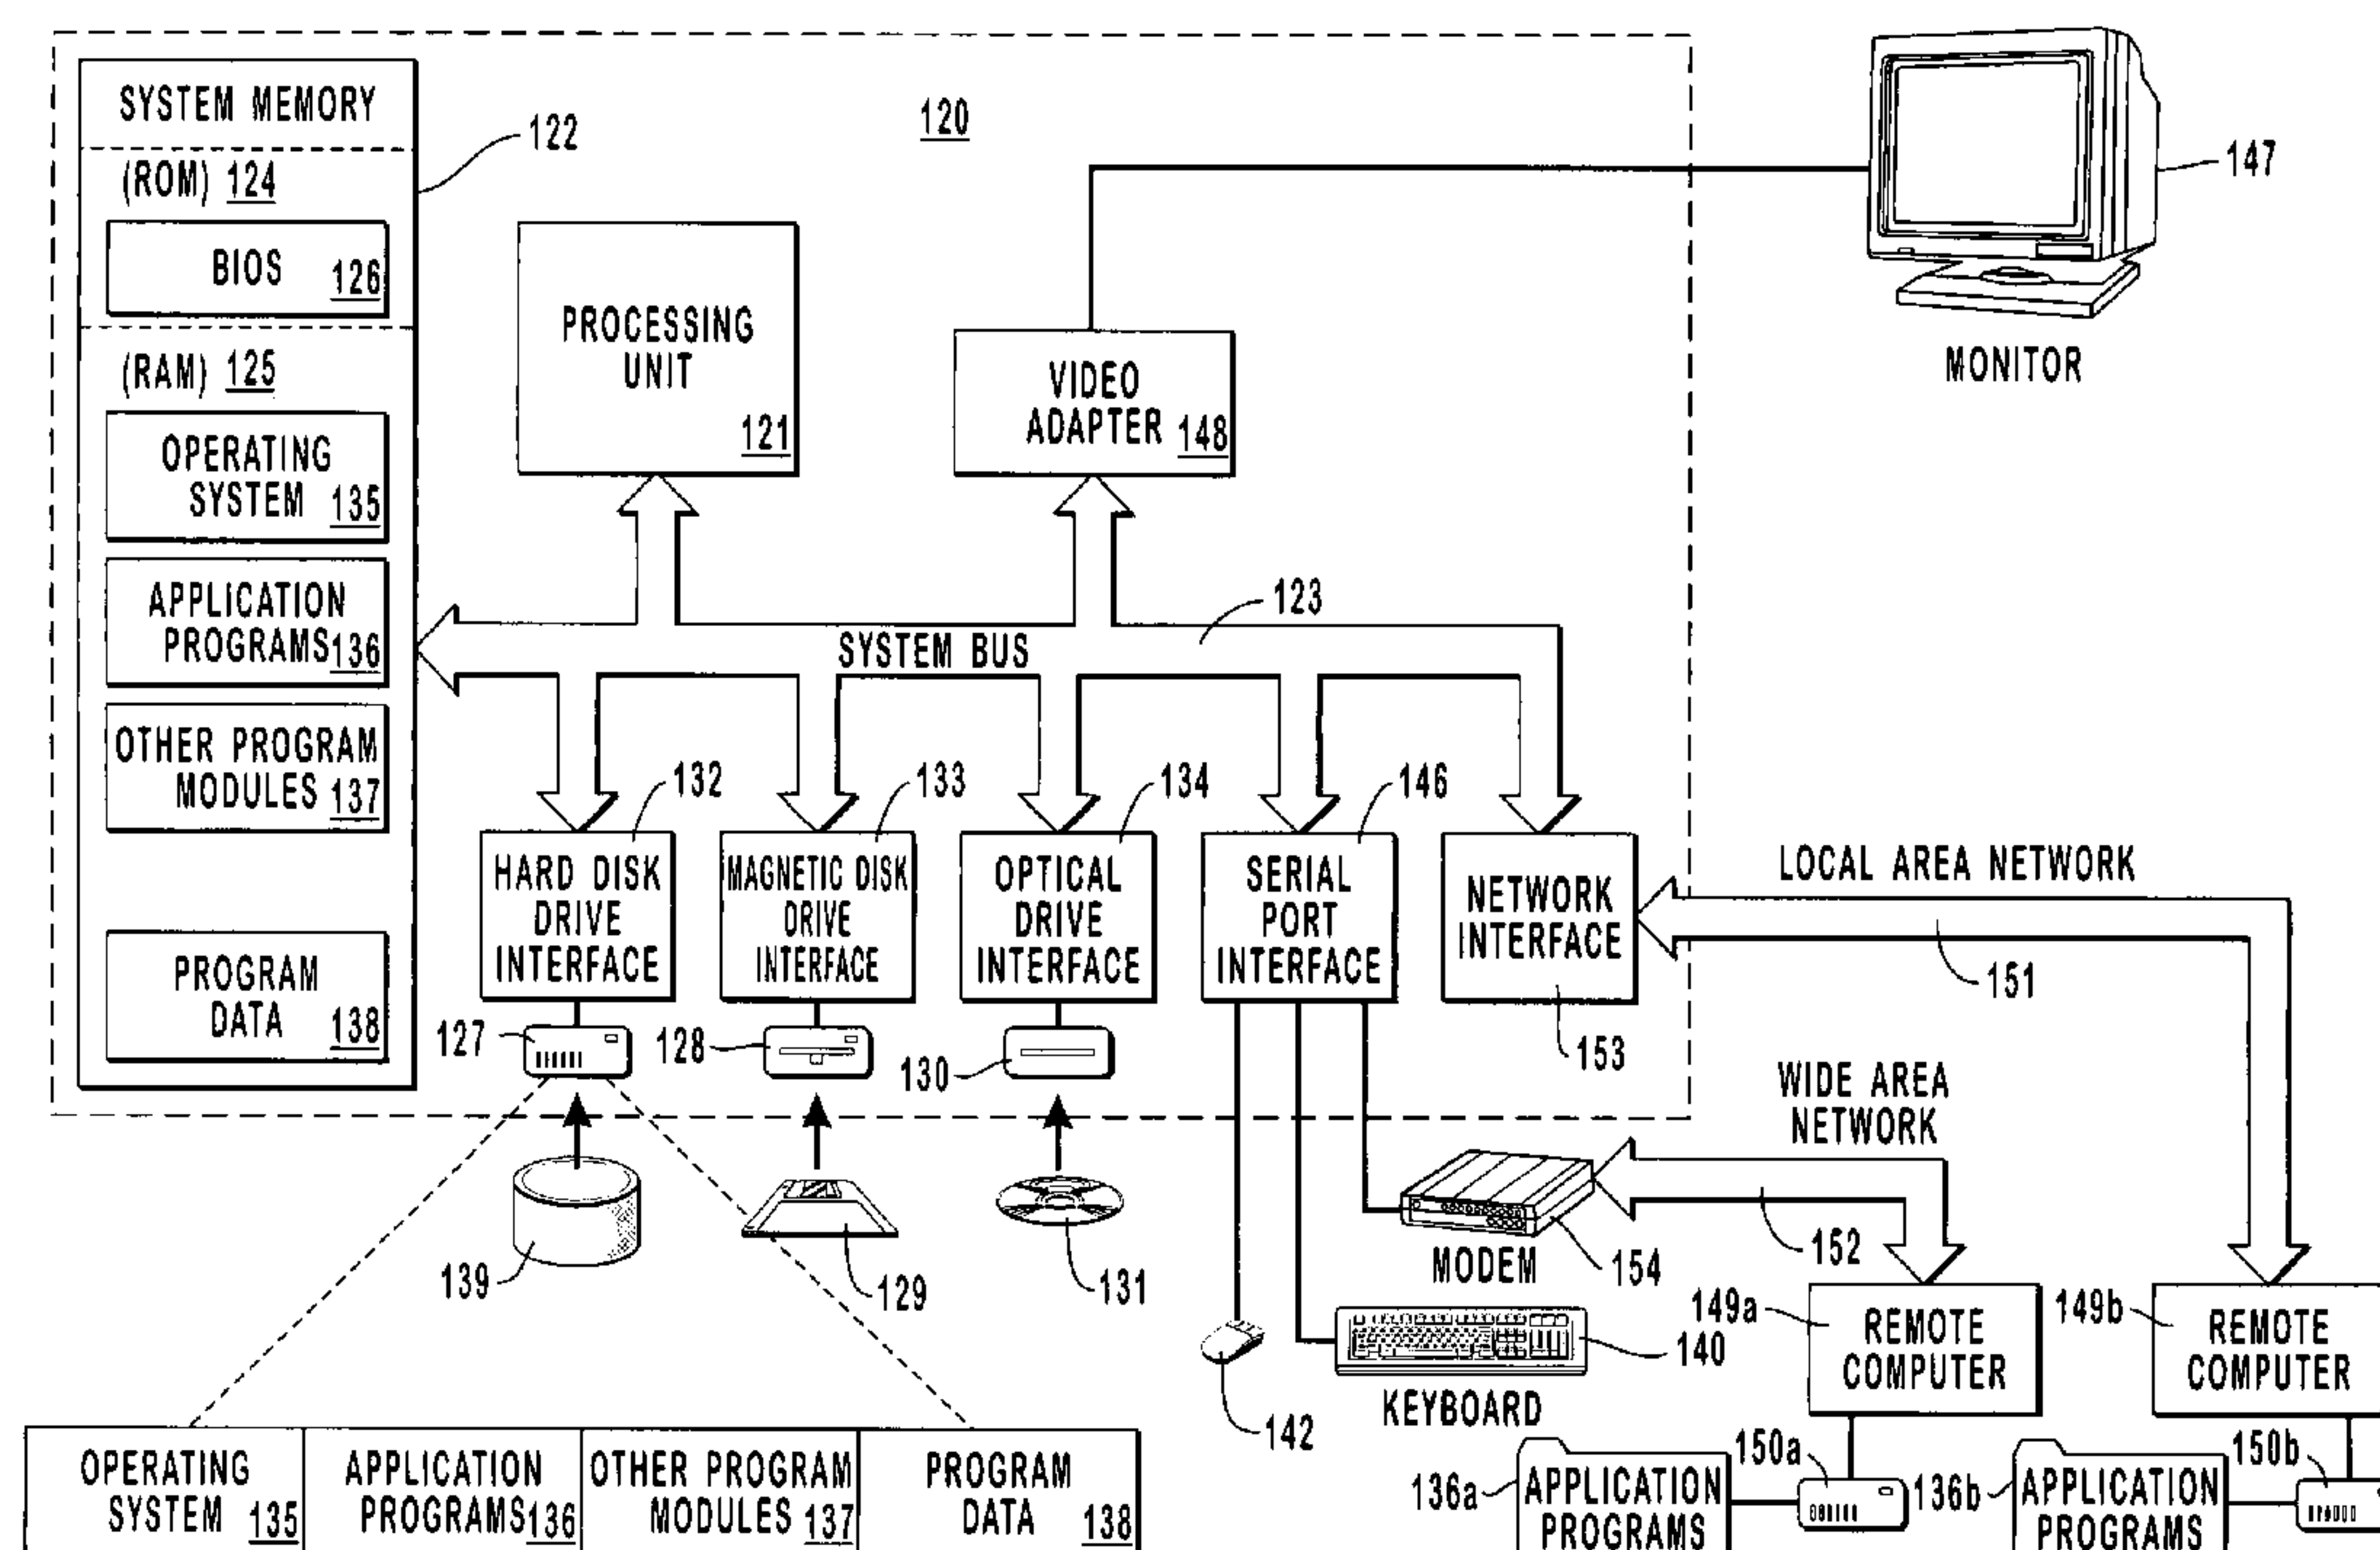 SYSTEM MEMORY
(ROM) 124
BIOS 126
(RAM) 125
OPERATING
SYSTEM 135
APPLICATION
PROGRAMS 136
OTHER PROGRAM
MODULES 137
PROGRAM
DATA 138
122
120
PROCESSING
UNIT
121
VIDEO
ADAPTER 148
147
MONITOR
123
SYSTEM BUS
132
HARD DISK
DRIVE
INTERFACE
133
MAGNETIC DISK
DRIVE
INTERFACE
134
OPTICAL
DRIVE
INTERFACE
146
SERIAL
PORT
INTERFACE
NETWORK
INTERFACE
153
LOCAL AREA NETWORK
151
127
128
130
WIDE AREA
NETWORK
152
139
129
131
MODEM
154
142
140
KEYBOARD
149a
REMOTE
COMPUTER
149b
REMOTE
COMPUTER
OPERATING
SYSTEM 135
APPLICATION
PROGRAMS 136
OTHER PROGRAM
MODULES 137
PROGRAM
DATA 138
136a
APPLICATION
PROGRAMS
150a
136b
APPLICATION
PROGRAMS
150b